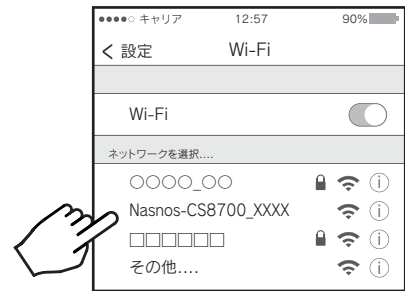 ●●●●○ キャリア 12:57 90%
< 設定 Wi-Fi
Wi-Fi
ネットワークを選択....
○○○○_○○
Nasnos-CS8700_XXXX
□□□□□□
その他....